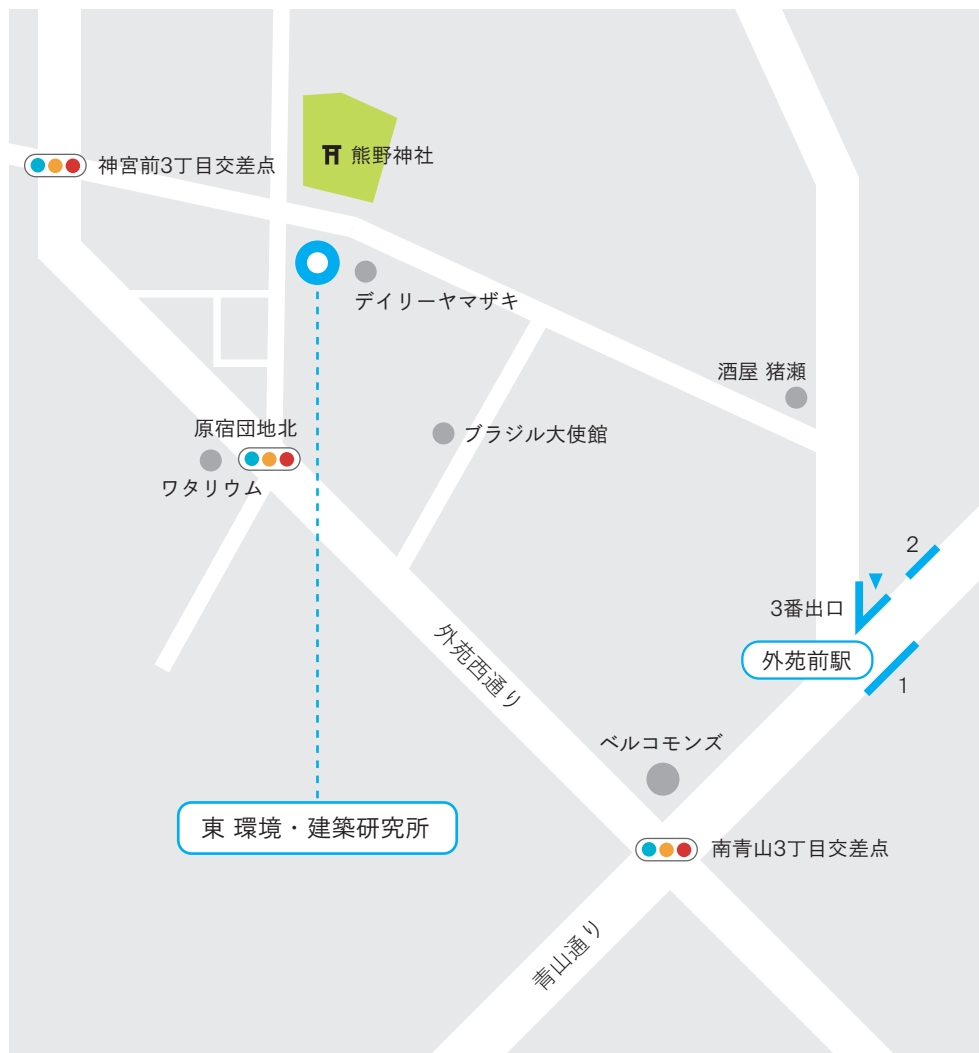 熊野神社
神宮前3丁目交差点
デイリーヤマザキ
酒屋 猪瀬
原宿団地北
ブラジル大使館
ワタリウム
2
3番出口
外苑前駅
1
外苑西通り
ベルコモンズ
東 環境・建築研究所
南青山3丁目交差点
青山通り